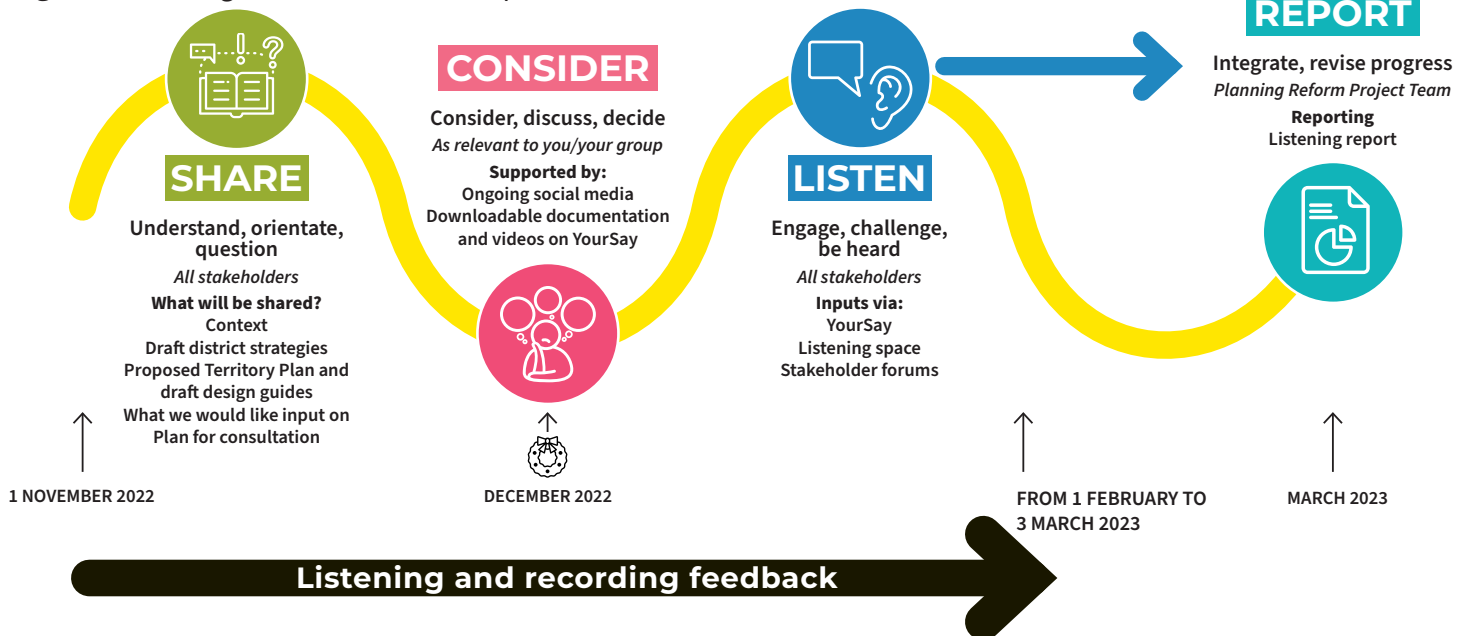 SHARE
Understand, orientate,
question
All stakeholders
What will be shared?
Context
Draft district strategies
Proposed Territory Plan and
draft design guides
What we would like input on
Plan for consultation
CONSIDER
Consider, discuss, decide
As relevant to you/your group
Supported by:
Ongoing social media
Downloadable documentation
and videos on YourSay
LISTEN
Engage, challenge,
be heard
All stakeholders
Inputs via:
YourSay
Listening space
Stakeholder forums
REPORT
Integrate, revise progress
Planning Reform Project Team
Reporting
Listening report
1 NOVEMBER 2022
DECEMBER 2022
FROM 1 FEBRUARY TO
3 MARCH 2023
MARCH 2023
Listening and recording feedback